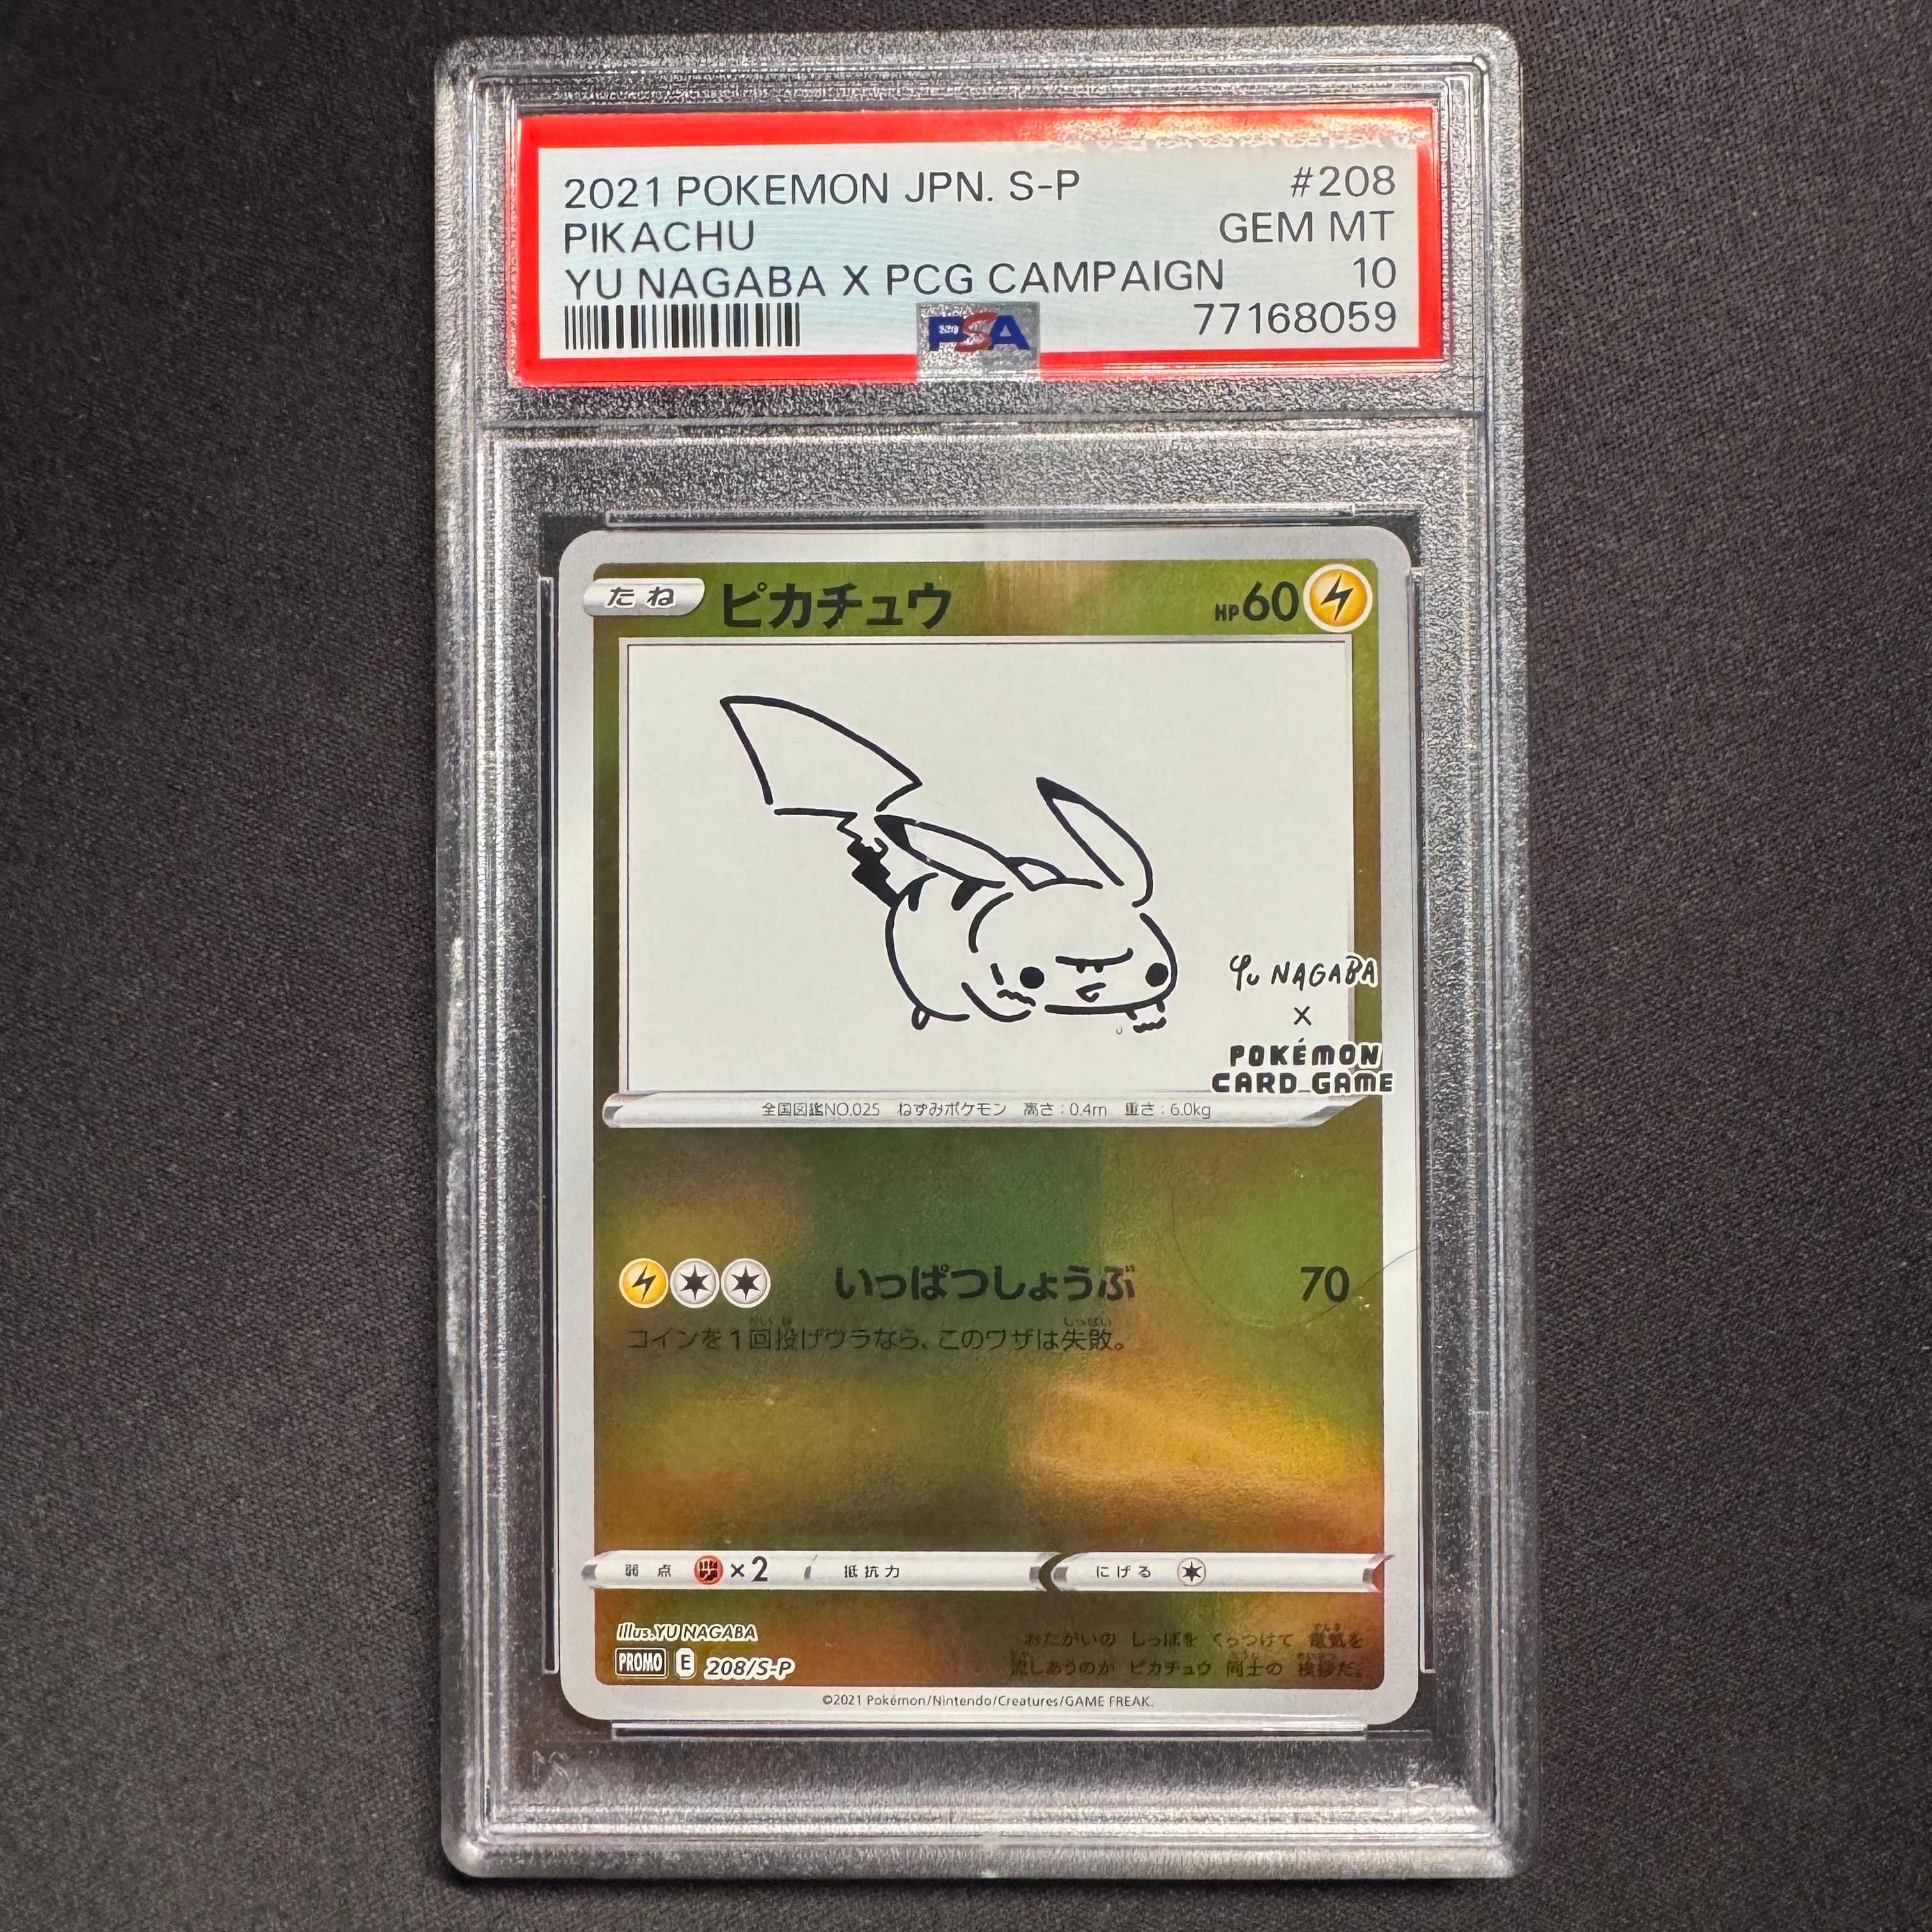 2021 POKEMON JPN. S-P #208
PIKACHU GEM MT
YU NAGABA X PCG CAMPAIGN 10
PSA 77168059
たね ピカチュウ HP60
YU NAGABA
X
POKÉMON
CARD GAME
全国図鑑NO.025 ねずみポケモン 高さ:0.4m 重さ:6.0kg
いっぱつしょうぶ 70
コインを1回投げウラなら、このワザは失敗。
弱点 ×2 抵抗力 にげる
Illus.YU NAGABA
PROMO E 208/S-P
おたがいの しっぽを くっつけて 電気を
流しあうのが ピカチュウ 同士の 挨拶だ。
©2021 Pokémon/Nintendo/Creatures/GAME FREAK.